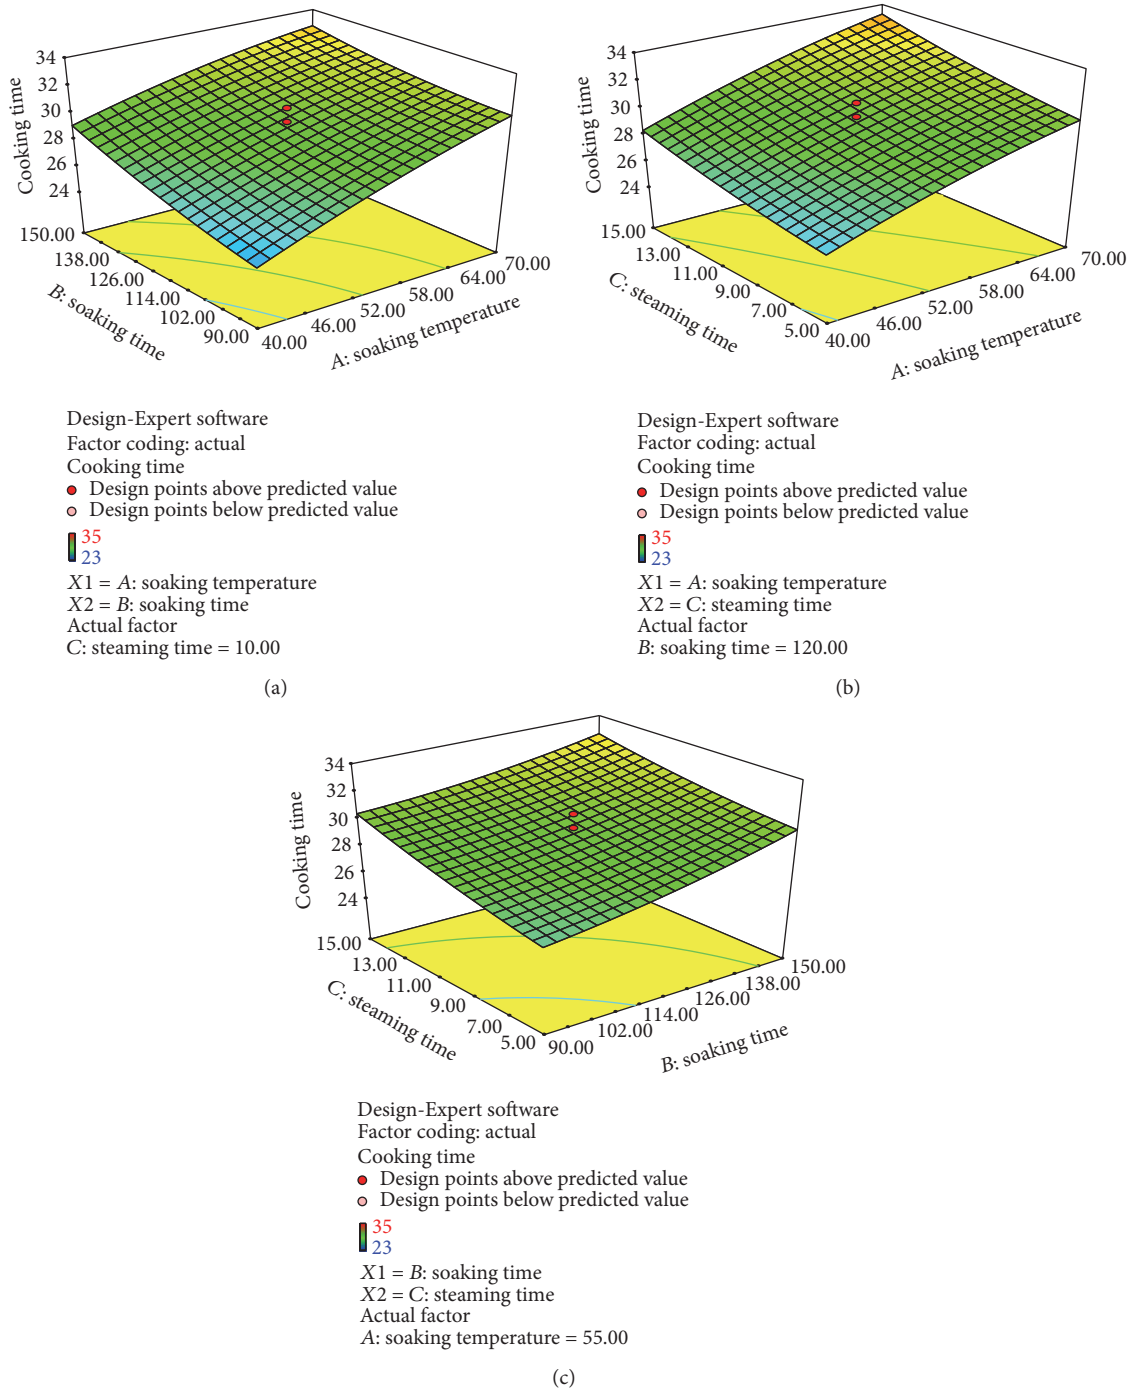 34
32
30
28
26
24
Cooking time
150.00
138.00
126.00
114.00
102.00
90.00
B: soaking time
40.00
46.00
52.00
58.00
64.00
70.00
A: soaking temperature
Design-Expert software
Factor coding: actual
Cooking time
Design points above predicted value
Design points below predicted value
35
23
X1 = A: soaking temperature
X2 = B: soaking time
Actual factor
C: steaming time = 10.00
(a)
34
32
30
28
26
24
Cooking time
15.00
13.00
11.00
9.00
7.00
5.00
C: steaming time
40.00
46.00
52.00
58.00
64.00
70.00
A: soaking temperature
Design-Expert software
Factor coding: actual
Cooking time
Design points above predicted value
Design points below predicted value
35
23
X1 = A: soaking temperature
X2 = C: steaming time
Actual factor
B: soaking time = 120.00
(b)
34
32
30
28
26
24
Cooking time
15.00
13.00
11.00
9.00
7.00
5.00
C: steaming time
90.00
102.00
114.00
126.00
138.00
150.00
B: soaking time
Design-Expert software
Factor coding: actual
Cooking time
Design points above predicted value
Design points below predicted value
35
23
X1 = B: soaking time
X2 = C: steaming time
Actual factor
A: soaking temperature = 55.00
(c)